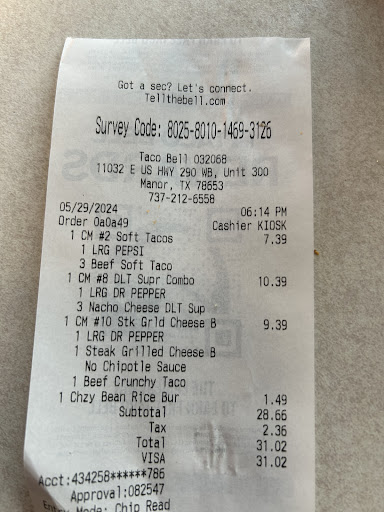 Got a sec? Let's connect.
Tellthebell.com
Survey Code: 8025-8010-1469-3126
Taco Bell 032068
11032 E US HWY 290 WB, Unit 300
Manor, TX 78653
737-212-6558
05/29/2024 06:14 PM
Order 0a0a49 Cashier KIOSK
1 CM #2 Soft Tacos 7.39
1 LRG PEPSI
3 Beef Soft Taco
1 CM #8 DLT Supr Combo 10.39
1 LRG DR PEPPER
3 Nacho Cheese DLT Sup
1 CM #10 Stk Grld Cheese B 9.39
1 LRG DR PEPPER
1 Steak Grilled Cheese B
No Chipotle Sauce
1 Beef Crunchy Taco
1 Chzy Bean Rice Bur 1.49
Subtotal 28.66
Tax 2.36
Total 31.02
VISA 31.02
Acct:434258******786
Approval:082547
Entry Mode: Chip Read